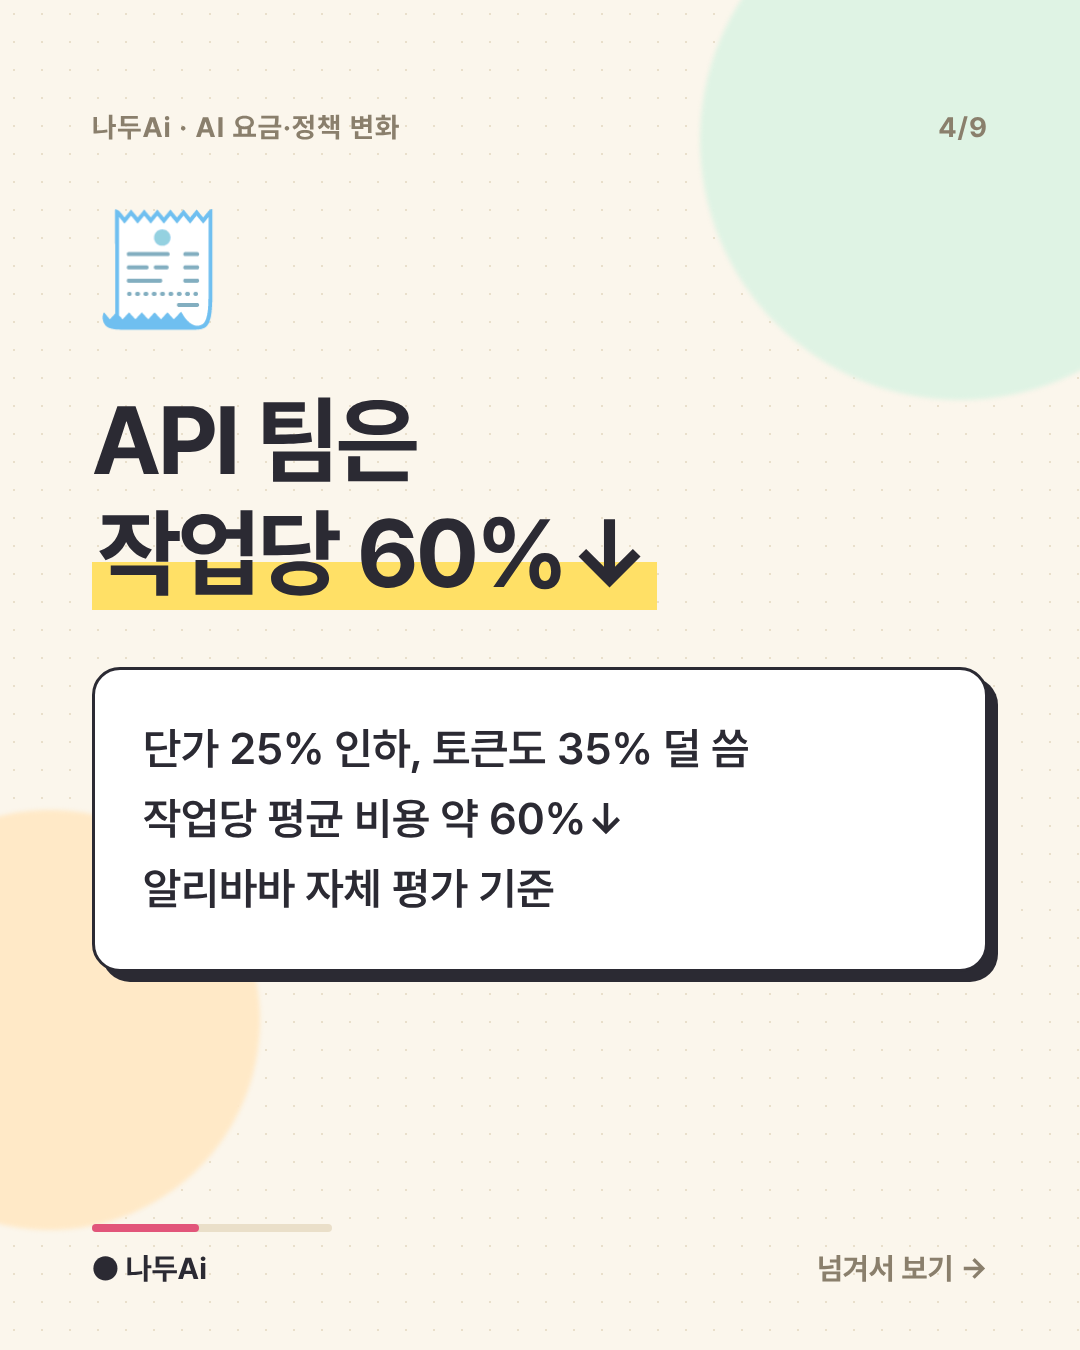 나두Ai · AI 요금·정책 변화
4/9
API 팀은
작업당 60%↓
단가 25% 인하, 토큰도 35% 덜 씀
작업당 평균 비용 약 60%↓
알리바바 자체 평가 기준
나두Ai
넘겨서 보기 →